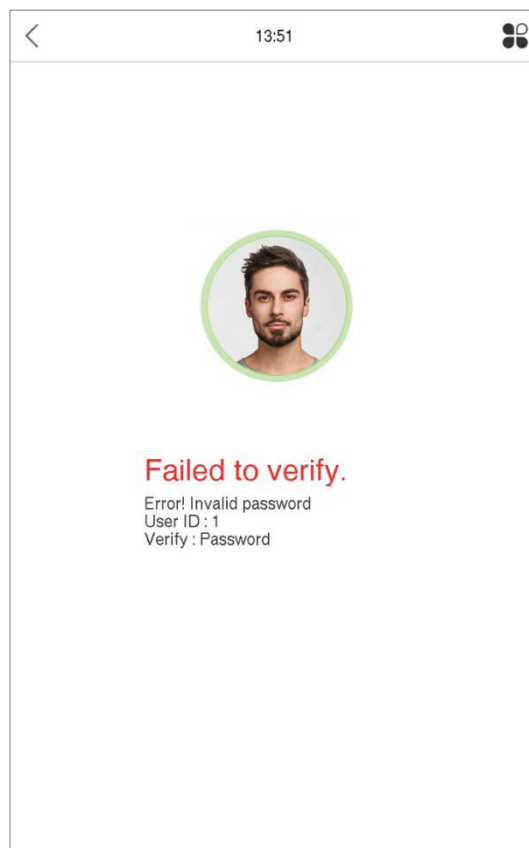 13:51
Failed to verify.
Error! Invalid password
User ID : 1
Verify : Password